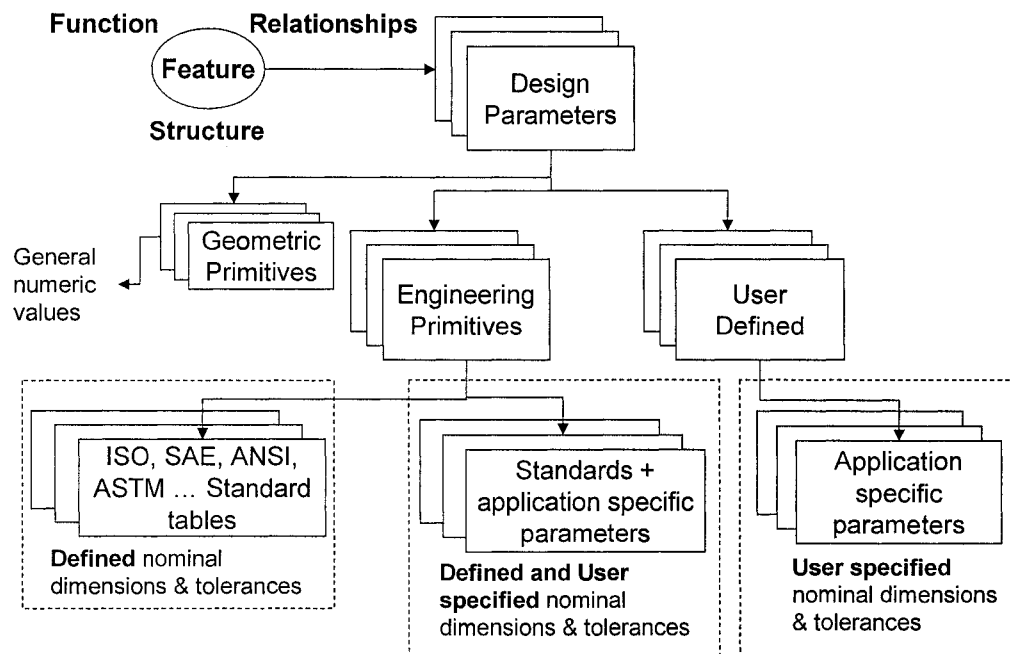 Function
Relationships
Feature
Structure
Design
Parameters
Geometric
Primitives
General
numeric
values
Engineering
Primitives
User
Defined
ISO, SAE, ANSI,
ASTM ... Standard
tables
Defined nominal
dimensions & tolerances
Standards +
application specific
parameters
Defined and User
specified nominal
dimensions & tolerances
Application
specific
parameters
User specified
nominal dimensions
& tolerances